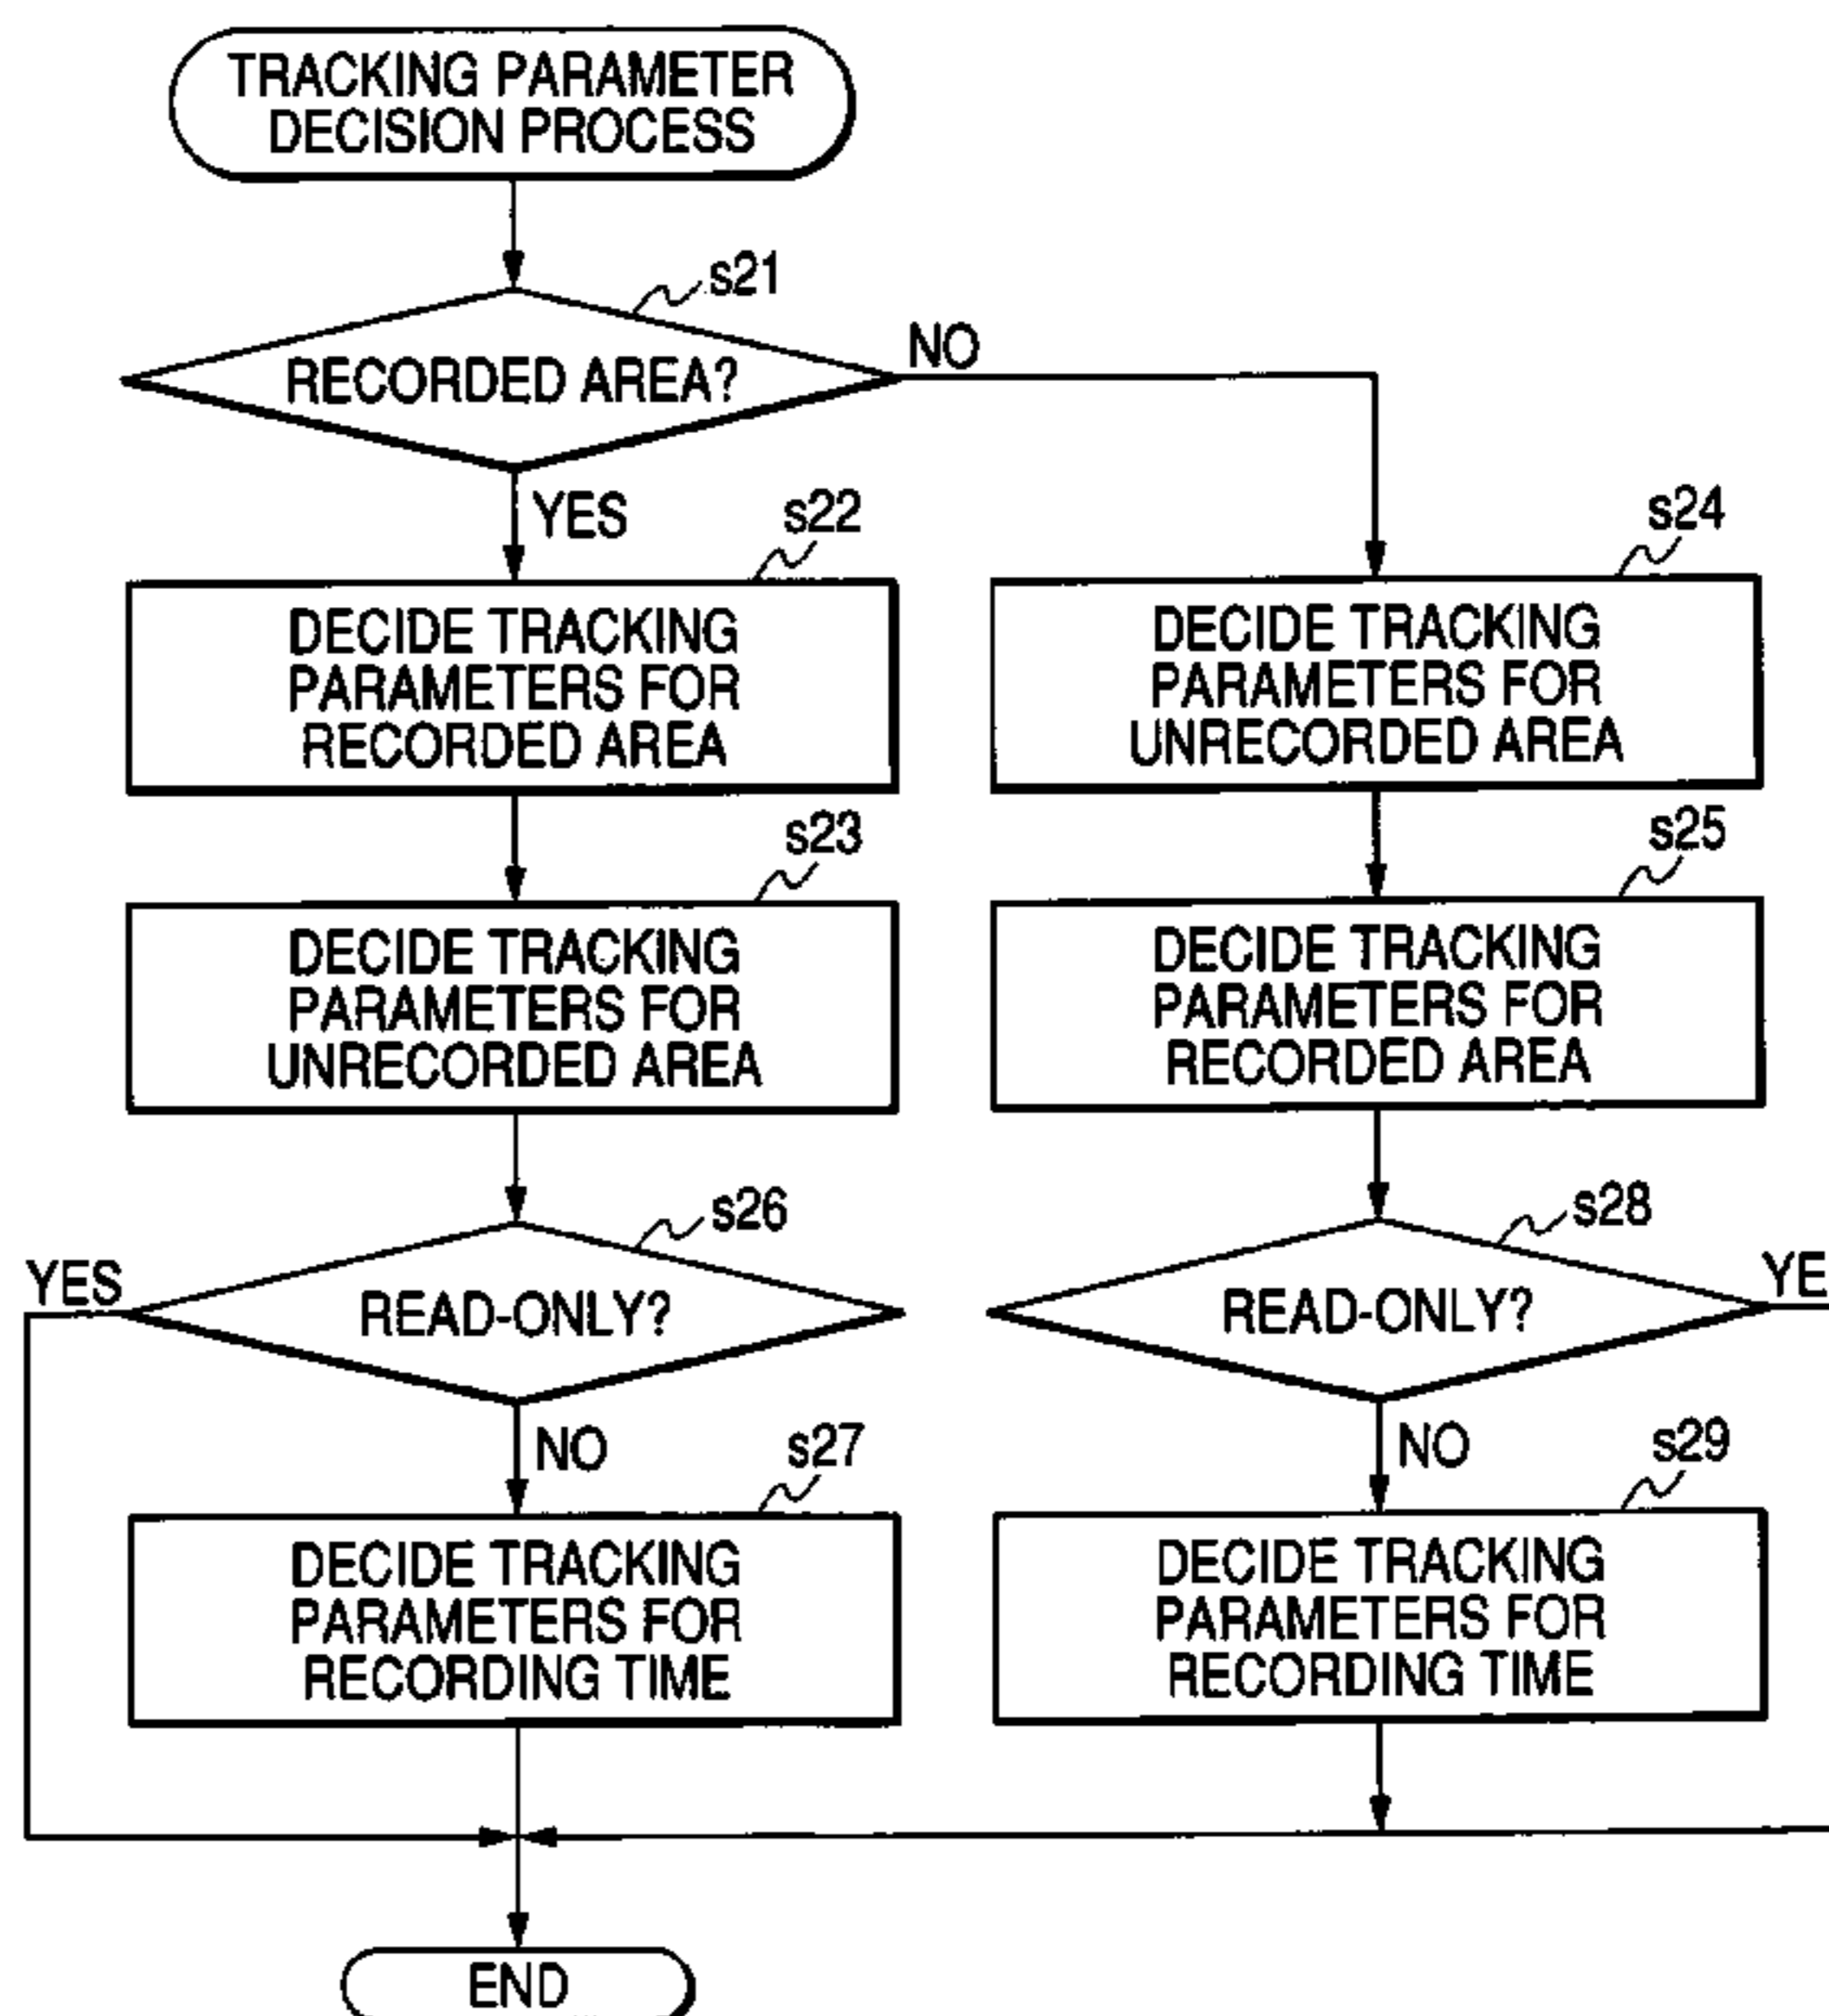 TRACKING PARAMETER
DECISION PROCESS
s21
RECORDED AREA?
NO
YES
s22
DECIDE TRACKING
PARAMETERS FOR
RECORDED AREA
s24
DECIDE TRACKING
PARAMETERS FOR
UNRECORDED AREA
s23
DECIDE TRACKING
PARAMETERS FOR
UNRECORDED AREA
s25
DECIDE TRACKING
PARAMETERS FOR
RECORDED AREA
s26
YES
READ-ONLY?
NO
s28
READ-ONLY?
YE
NO
s27
DECIDE TRACKING
PARAMETERS FOR
RECORDING TIME
s29
DECIDE TRACKING
PARAMETERS FOR
RECORDING TIME
END